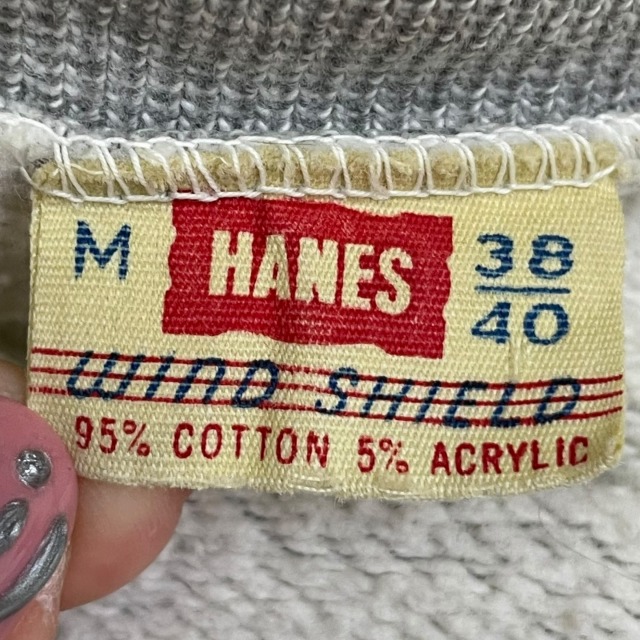 M HANES 38
40
WIND SHIELD
95% COTTON 5% ACRYLIC